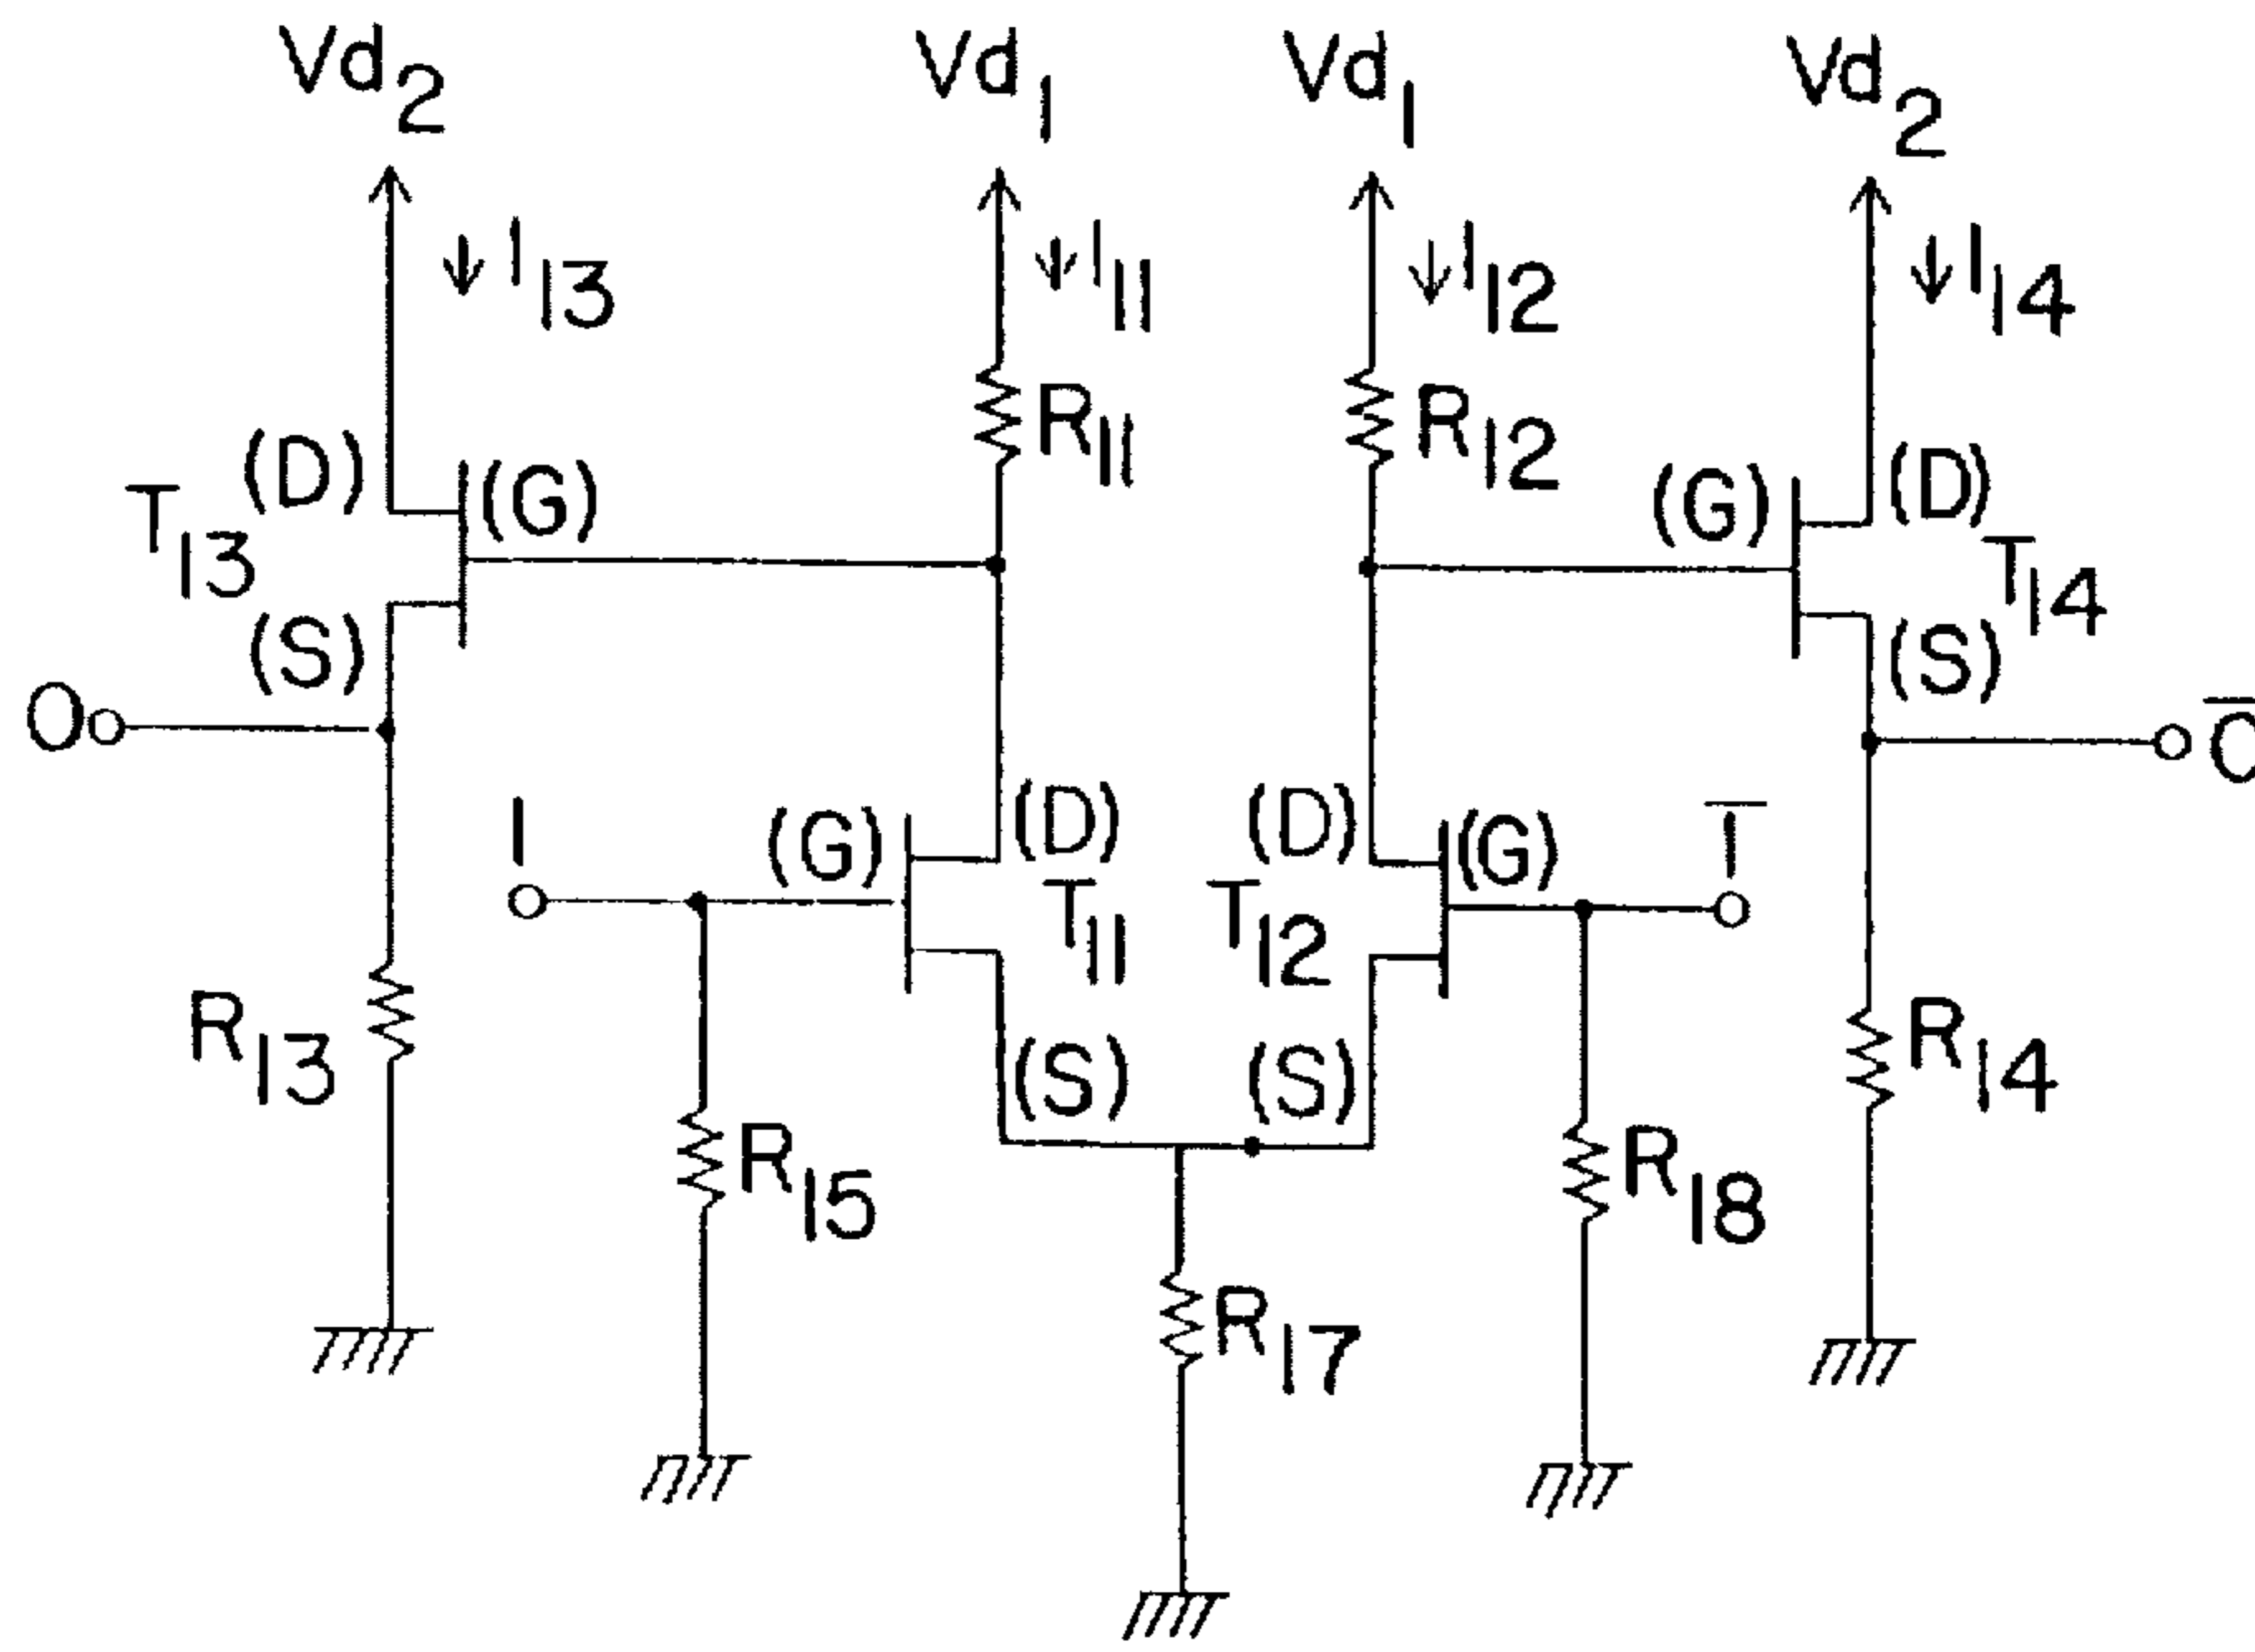 Vd2 Vd1 Vd1 Vd2
I13 I11 I12 I14
R11 R12
(D) (G) (G) (D)
T13 T14
(S) (S)
O O̅
I (G) (D) (D) (G) I̅
T11 T12
R13 (S) (S) R14
R15 R18
R17